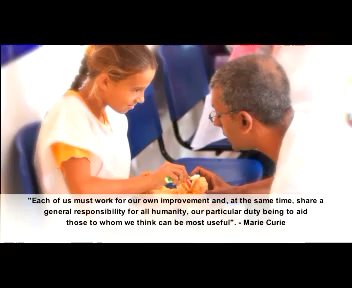 "Each of us must work for our own improvement and, at the same time, share a
general responsibility for all humanity, our particular duty being to aid
those to whom we think can be most useful". - Marie Curie